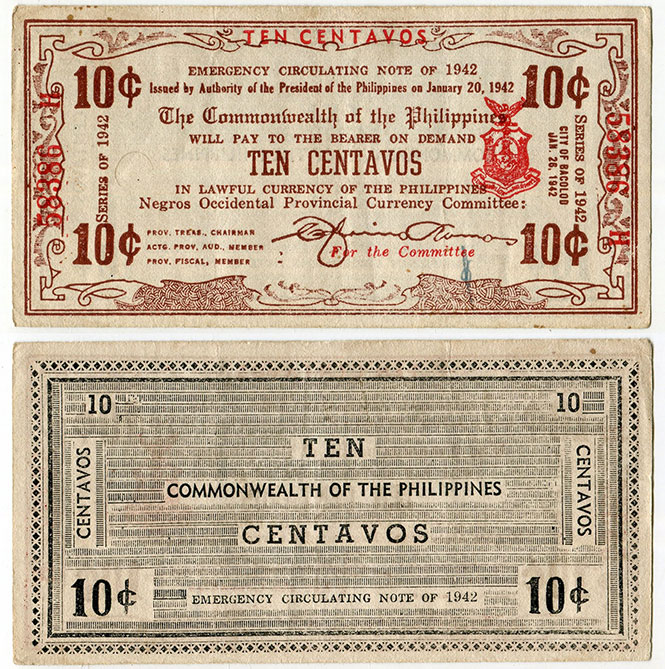 TEN CENTAVOS
10¢ EMERGENCY CIRCULATING NOTE OF 1942 10¢
Issued by Authority of the President of the Philippines on January 20, 1942
The Commonwealth of the Philippines
WILL PAY TO THE BEARER ON DEMAND
TEN CENTAVOS
IN LAWFUL CURRENCY OF THE PHILIPPINES
Negros Occidental Provincial Currency Committee:
58386 H
SERIES OF 1942
SERIES OF 1942
CITY OF BACOLOD
JAN 26, 1942
58386 H
10¢ 10¢
PROV. TREAS., CHAIRMAN
ACTG. PROV. AUD., MEMBER
PROV. FISCAL, MEMBER
For the Committee
10 10
TEN
CENTAVOS
COMMONWEALTH OF THE PHILIPPINES
CENTAVOS
CENTAVOS
10¢ EMERGENCY CIRCULATING NOTE OF 1942 10¢